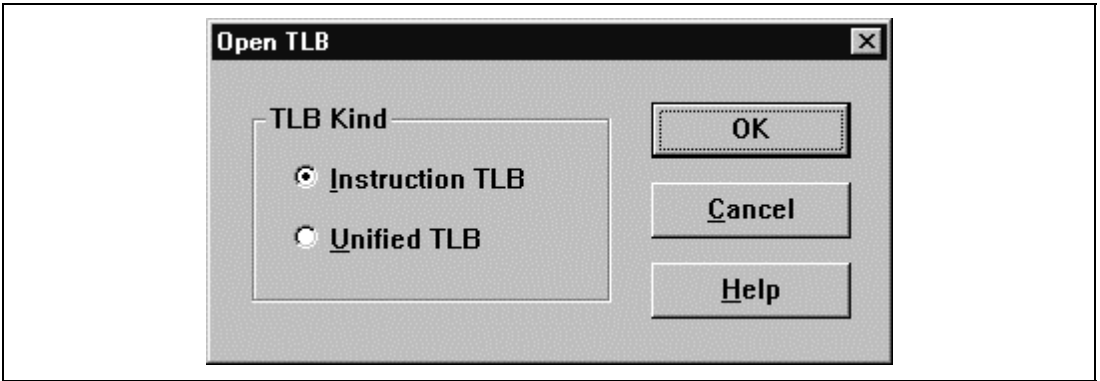 Open TLB
TLB Kind
Instruction TLB
Unified TLB
OK
Cancel
Help